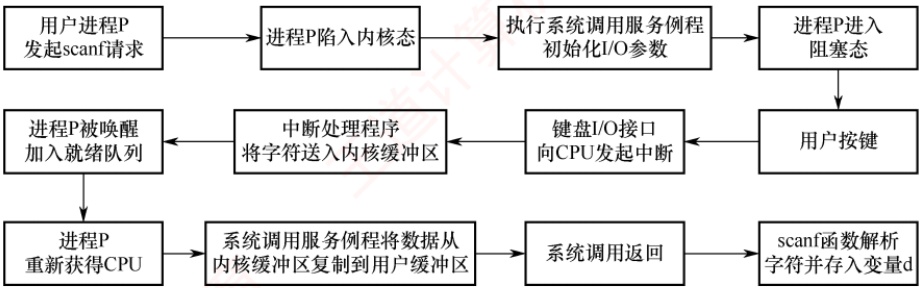 用户进程P
发起scanf请求
进程P陷入内核态
执行系统调用服务例程
初始化I/O参数
进程P进入
阻塞态
用户按键
键盘I/O接口
向CPU发起中断
中断处理程序
将字符送入内核缓冲区
进程P被唤醒
加入就绪队列
进程P
重新获得CPU
系统调用服务例程将数据从
内核缓冲区复制到用户缓冲区
系统调用返回
scanf函数解析
字符并存入变量d